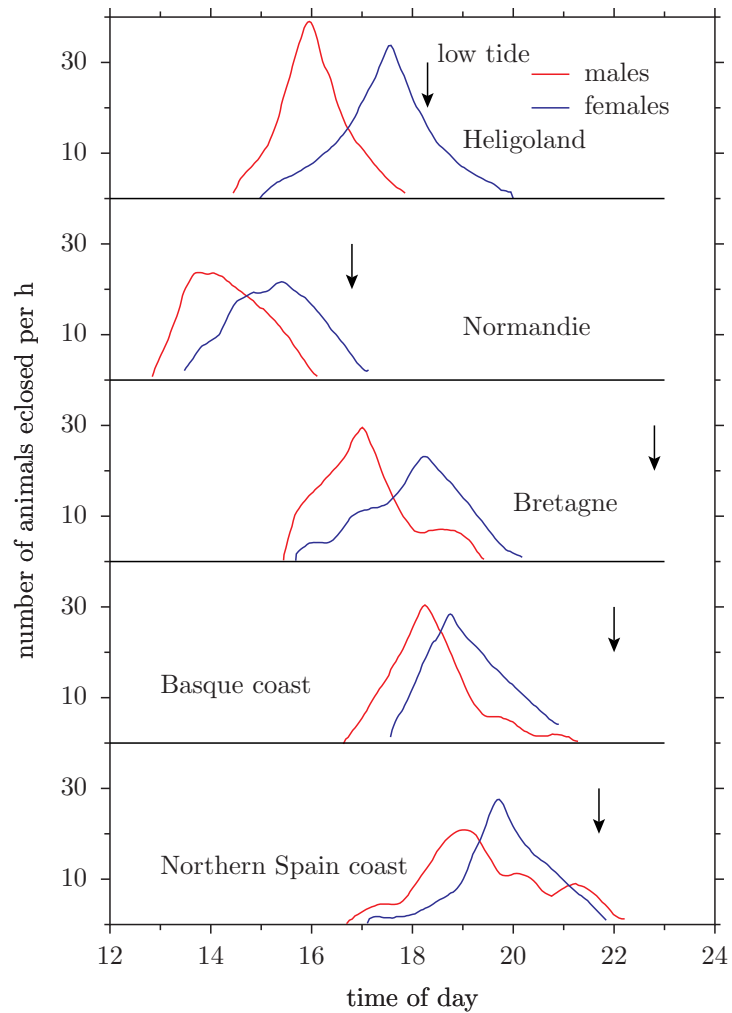 30
10
low tide
males
females
Heligoland
30
10
Normandie
30
10
Bretagne
30
10
Basque coast
30
10
Northern Spain coast
12 14 16 18 20 22 24
time of day
number of animals eclosed per h